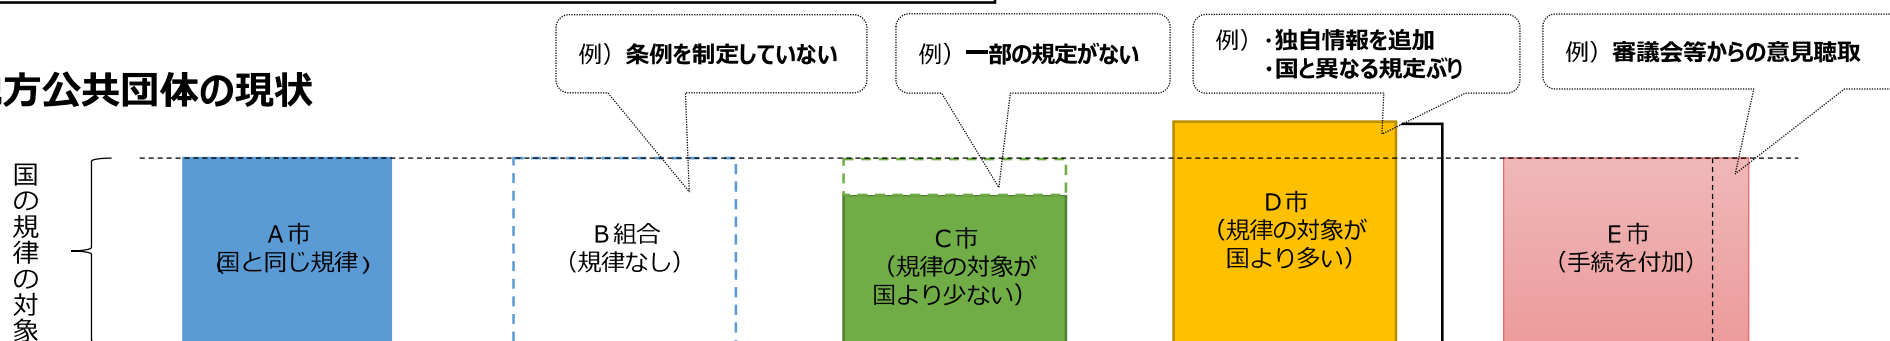 方公共団体の現状
例）条例を制定していない
例）一部の規定がない
例）・独自情報を追加
・国と異なる規定ぶり
例）審議会等からの意見聴取
国の規律の対象
A市
（国と同じ規律）
B組合
（規律なし）
C市
（規律の対象が
国より少ない）
D市
（規律の対象が
国より多い）
E市
（手続を付加）